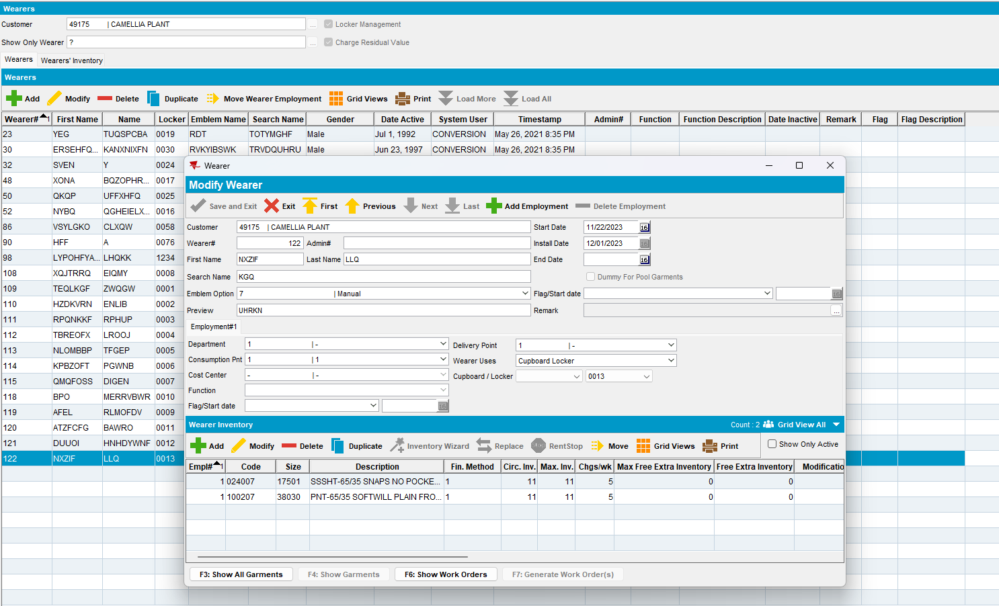 Wearers
Customer 49175 | CAMELLIA PLANT ... Locker Management
Show Only Wearer ? ... Charge Residual Value
Wearers Wearers' Inventory
Wearers
Add Modify Delete Duplicate Move Wearer Employment Grid Views Print Load More Load All
Wearer# 1 First Name Name Locker Emblem Name Search Name Gender Date Active System User Timestamp Admin# Function Function Description Date Inactive Remark Flag Flag Description
23 YEG TUQSPCBA 0019 RDT TOTYMGHF Male Jul 1, 1992 CONVERSION May 26, 2021 8:35 PM
30 ERSEHFQ... KANXNIXFN 0030 RVKYIBSWK TRVDQUHRU Male Jun 23, 1997 CONVERSION May 26, 2021 8:35 PM
32 SVEN Y 0024
48 XONA BQZOPHR... 0017
50 QKQP UFFXHFQ 0025
52 NYBQ QGHEIELX... 0016
86 VSYLGKO CLXQW 0058
90 HFF A 0076
98 LYPOHFYA... LHQKK 1234
108 XQJTRRQ EIQMY 0008
109 TEQLKGF ZWQGW 0001
110 HZDKVRN ENLIB 0002
111 RPQNKKF RPHUP 0003
112 TBREOFX LROOJ 0004
113 NLOMBBP TFGEP 0005
114 KPBZOFT PGWNB 0006
115 QMQFOSS DIGEN 0007
118 BPO MERRVBWR 0010
119 AFEL RLMOFDV 0009
120 ATZFCFG BAWRO 0011
121 DUUOI HNHDYWNF 0012
122 NXZIF LLQ 0013
Wearer
Modify Wearer
Save and Exit Exit First Previous Next Last Add Employment Delete Employment
Customer 49175 | CAMELLIA PLANT Start Date 11/22/2023 16
Wearer# 122 Admin# Install Date 12/01/2023 16
First Name NXZIF Last Name LLQ End Date 16
Search Name KGQ Dummy For Pool Garments
Emblem Option 7 | Manual Flag/Start date 16
Preview UHRKN Remark ...
Employment#1
Department 1 | - Delivery Point 1 | -
Consumption Pnt 1 | 1 Wearer Uses Cupboard Locker
Cost Center - | - Cupboard / Locker 0013
Function
Flag/Start date 16
Wearer Inventory Count : 2 Grid View All
Add Modify Delete Duplicate Inventory Wizard Replace RentStop Move Grid Views Print Show Only Active
Empl# 1 Code Size Description Fin. Method Circ. Inv. Max. Inv. Chgs/wk Max Free Extra Inventory Free Extra Inventory Modificatio
1 024007 17501 SSSHT-65/35 SNAPS NO POCKE... 1 11 11 5 0 0
1 100207 38030 PNT-65/35 SOFTWILL PLAIN FRO... 1 11 11 5 0 0
F3: Show All Garments F4: Show Garments F6: Show Work Orders F7: Generate Work Order(s)